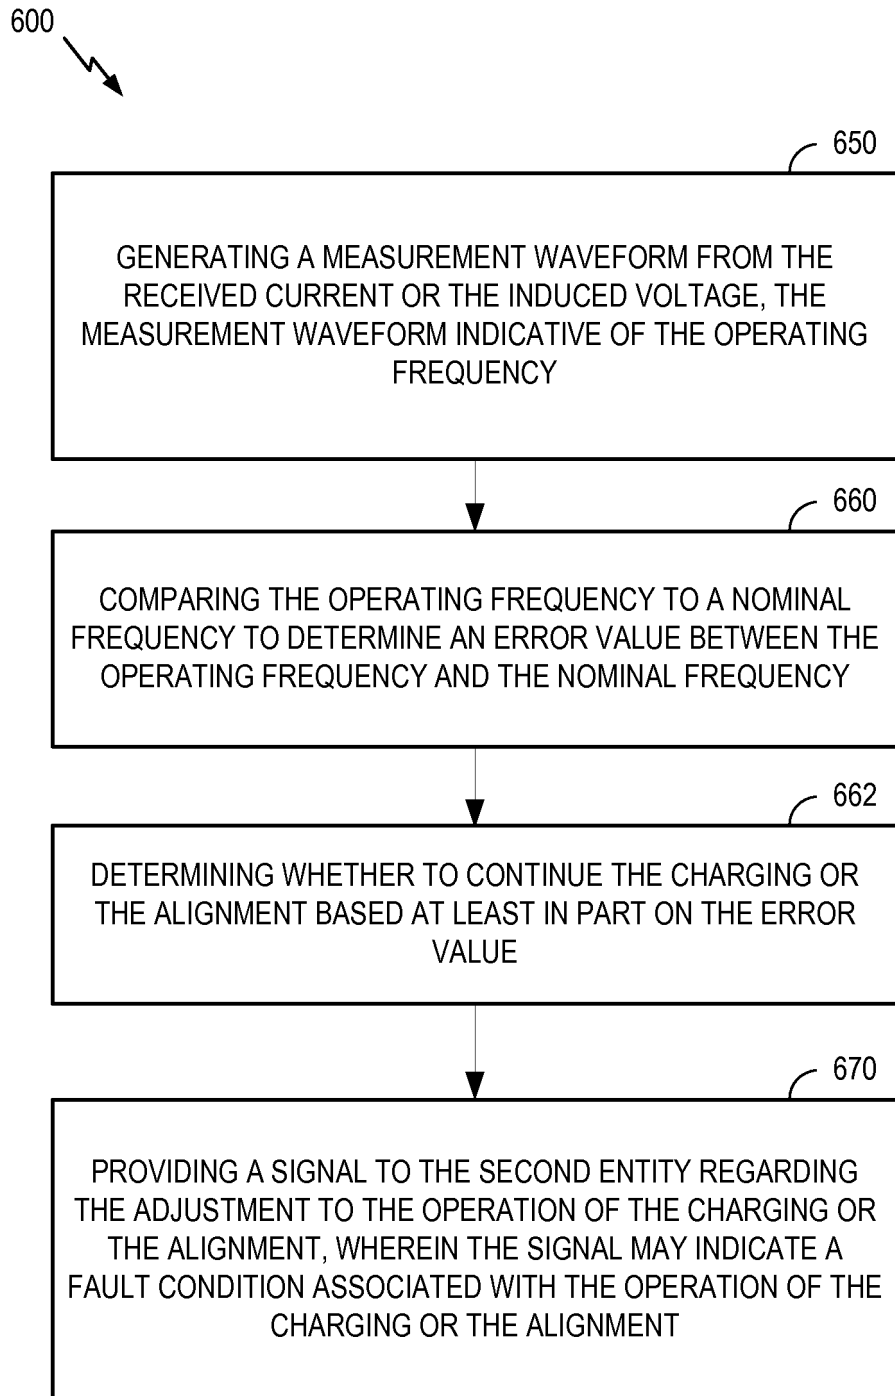 600
650
GENERATING A MEASUREMENT WAVEFORM FROM THE
RECEIVED CURRENT OR THE INDUCED VOLTAGE, THE
MEASUREMENT WAVEFORM INDICATIVE OF THE OPERATING
FREQUENCY
660
COMPARING THE OPERATING FREQUENCY TO A NOMINAL
FREQUENCY TO DETERMINE AN ERROR VALUE BETWEEN THE
OPERATING FREQUENCY AND THE NOMINAL FREQUENCY
662
DETERMINING WHETHER TO CONTINUE THE CHARGING OR
THE ALIGNMENT BASED AT LEAST IN PART ON THE ERROR
VALUE
670
PROVIDING A SIGNAL TO THE SECOND ENTITY REGARDING
THE ADJUSTMENT TO THE OPERATION OF THE CHARGING OR
THE ALIGNMENT, WHEREIN THE SIGNAL MAY INDICATE A
FAULT CONDITION ASSOCIATED WITH THE OPERATION OF THE
CHARGING OR THE ALIGNMENT